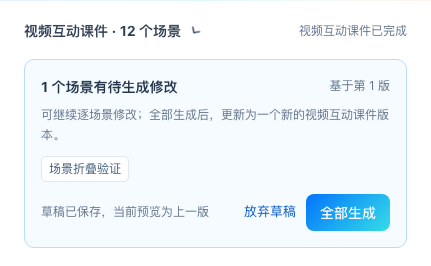 视频互动课件 · 12 个场景
视频互动课件已完成
1 个场景有待生成修改
基于第 1 版
可继续逐场景修改；全部生成后，更新为一个新的视频互动课件版
本。
场景折叠验证
草稿已保存，当前预览为上一版
放弃草稿
全部生成